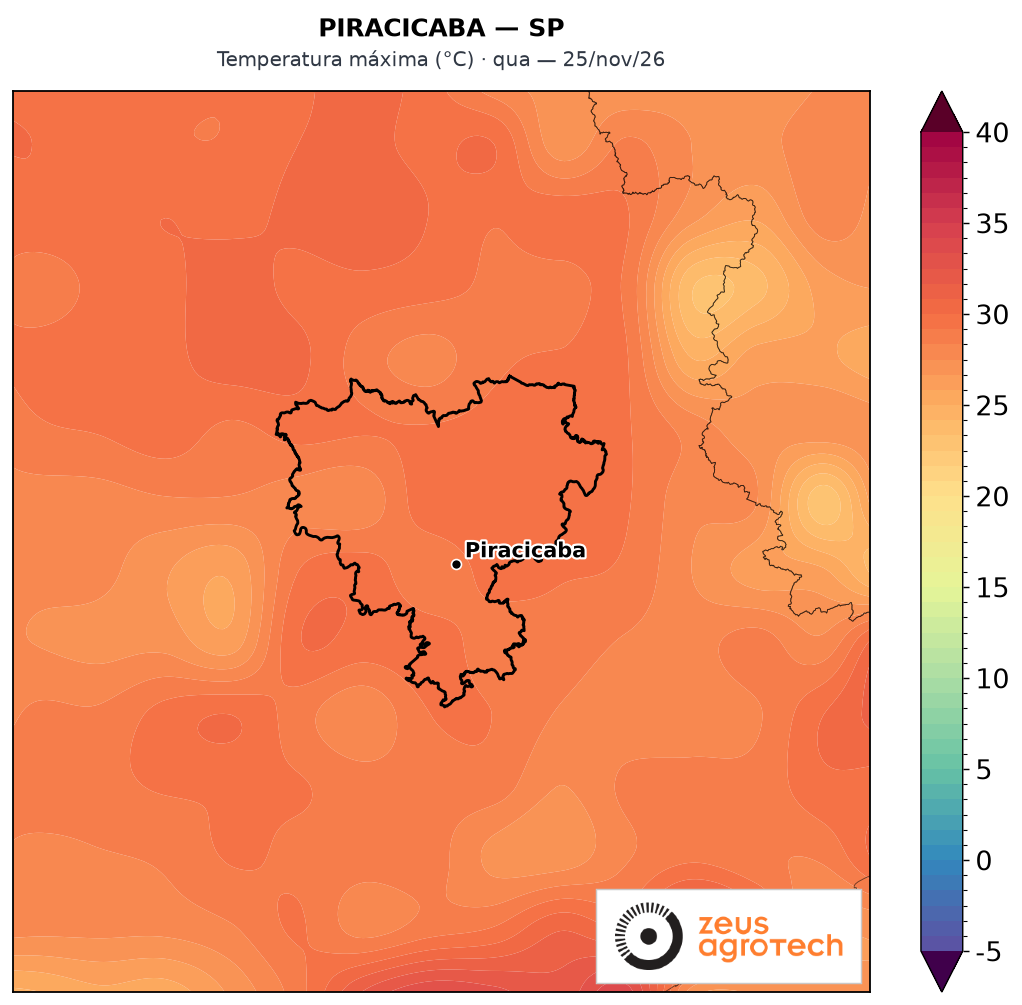 PIRACICABA — SP
Temperatura máxima (°C) · qua — 25/nov/26
40
35
30
25
20
15
10
5
0
-5
Piracicaba
zeus
agrotech